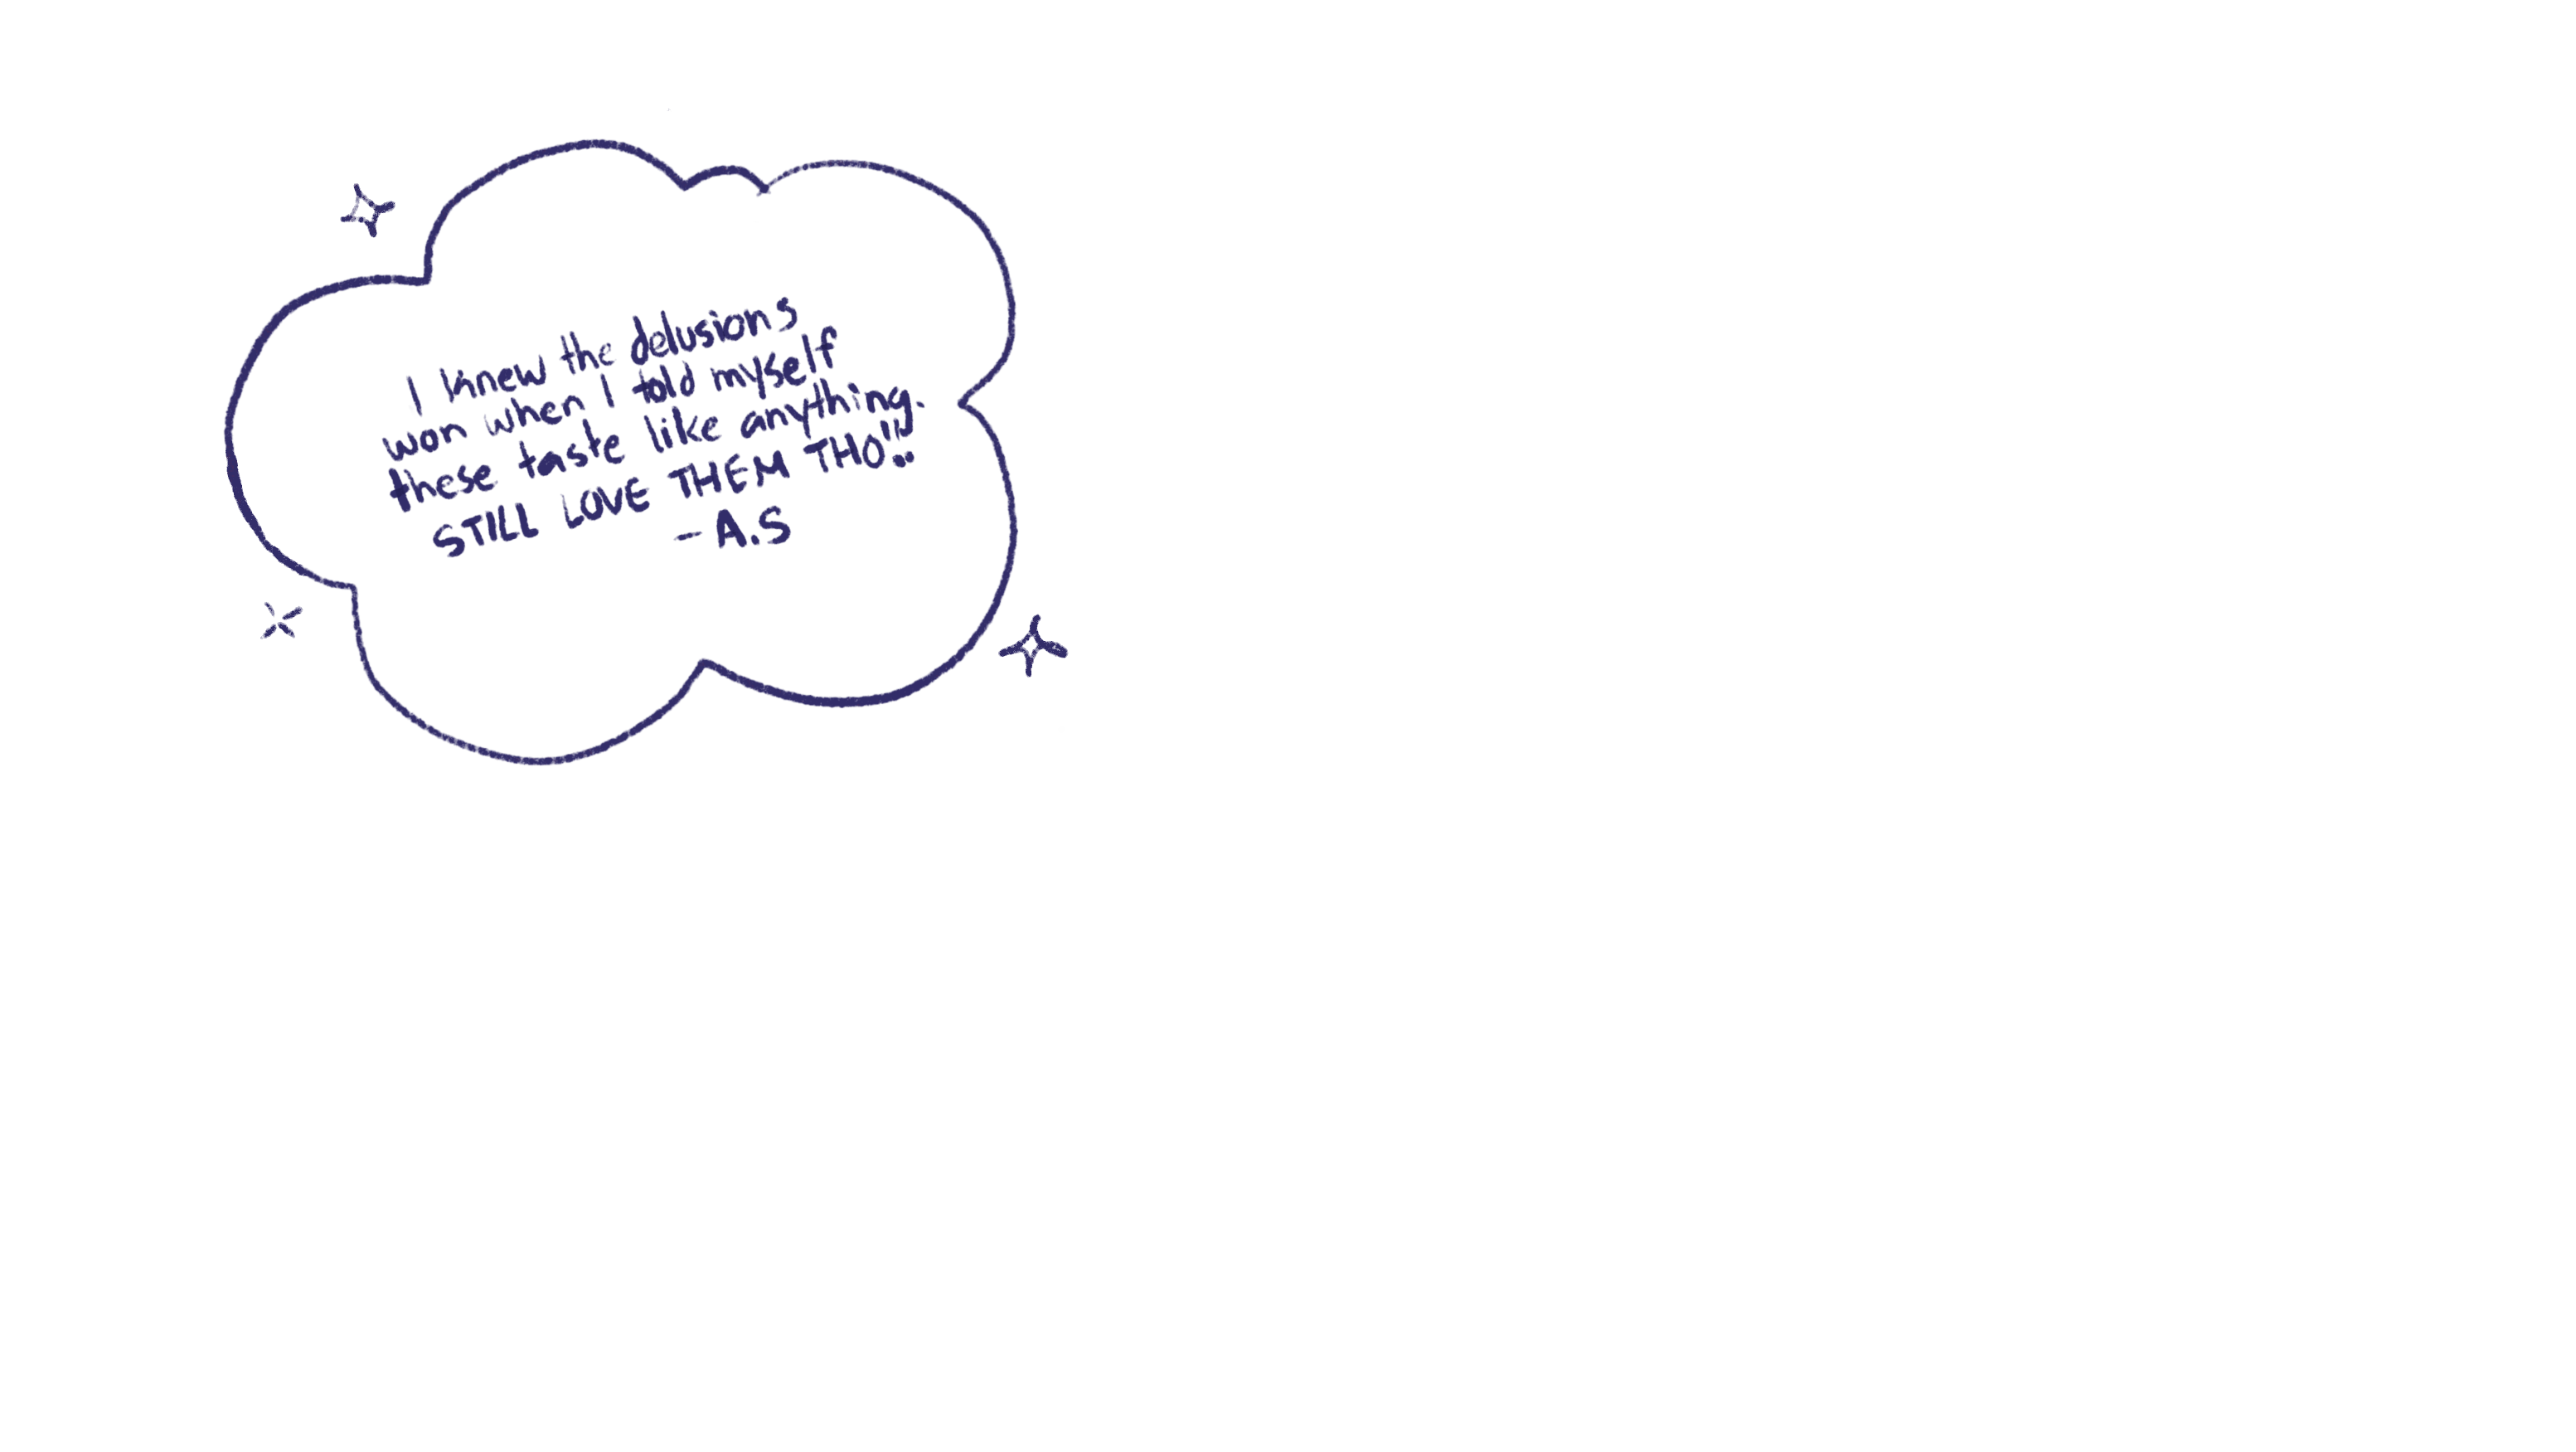 I knew the delusions
won when I told myself
these taste like anything.
STILL LOVE THEM THO!!
-A.S